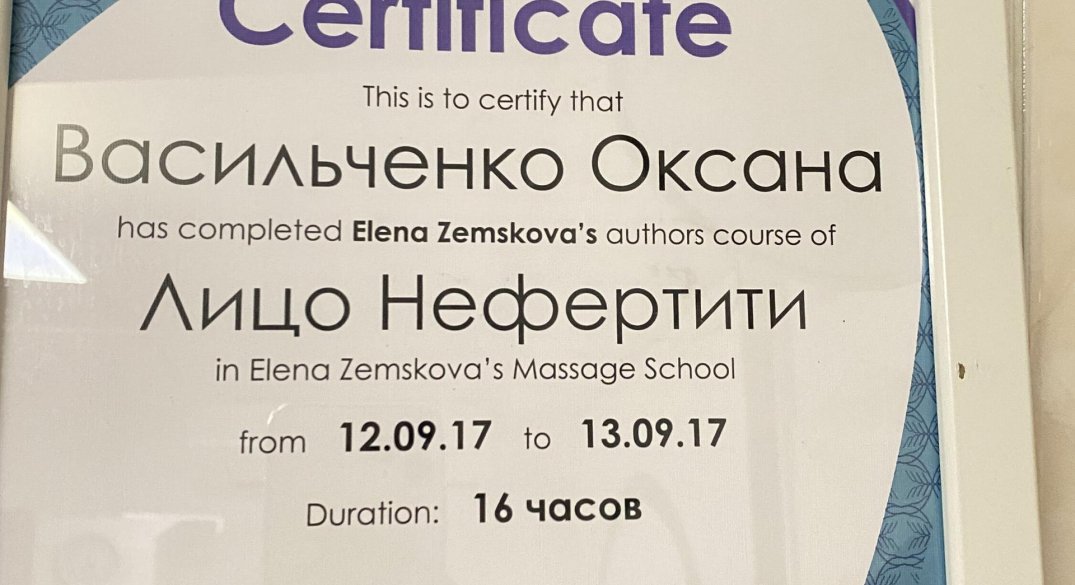 Certificate
This is to certify that
Васильченко Оксана
has completed Elena Zemskova's authors course of
Лицо Нефертити
in Elena Zemskova's Massage School
from 12.09.17 to 13.09.17
Duration: 16 часов